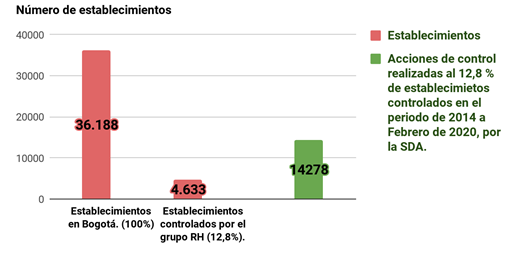 Número de establecimientos
40000
30000
20000
10000
0
36.188
4.633
14278
Establecimientos
en Bogotá. (100%)
Establecimientos
controlados por el
grupo RH (12,8%).
Establecimientos
Acciones de control
realizadas al 12,8 %
de establecimietos
controlados en el
periodo de 2014 a
Febrero de 2020, por
la SDA.